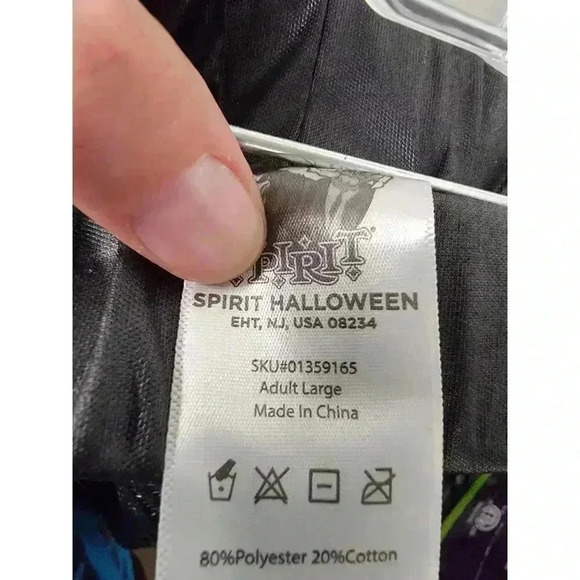 SPIRIT
SPIRIT HALLOWEEN
EHT, NJ, USA 08234
SKU#01359165
Adult Large
Made In China
80%Polyester 20%Cotton